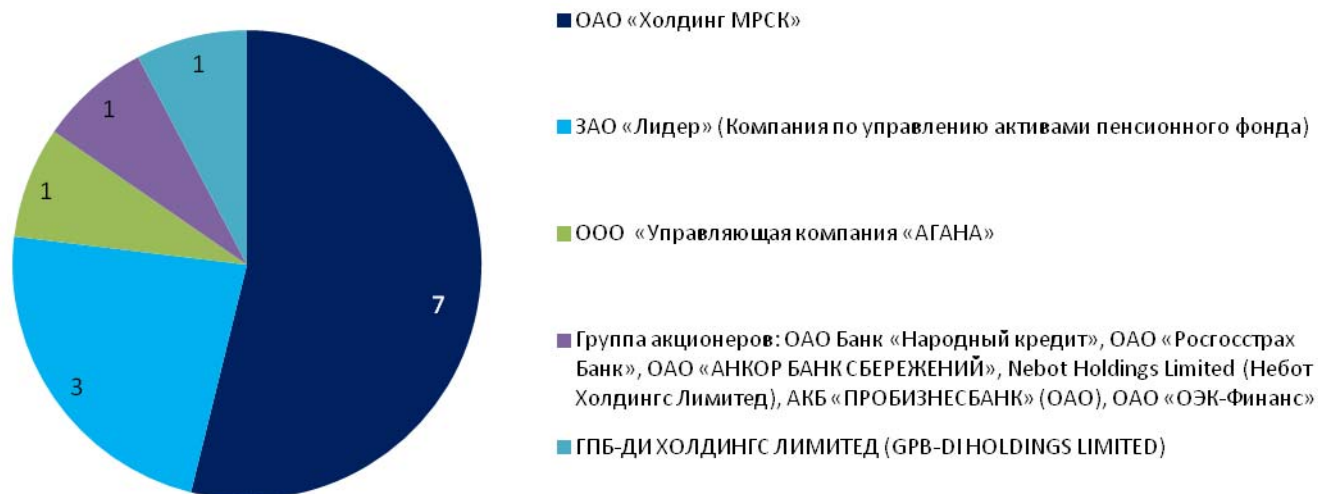 ОАО «Холдинг МРСК»
1
1
ЗАО «Лидер» (Компания по управлению активами пенсионного фонда)
1
ООО «Управляющая компания «АГАНА»
7
Группа акционеров: ОАО Банк «Народный кредит», ОАО «Росгосстрах
Банк», ОАО «АНКОР БАНК СБЕРЕЖЕНИЙ», Nebot Holdings Limited (Небот
Холдингс Лимитед), АКБ «ПРОБИЗНЕСБАНК» (ОАО), ОАО «ОЭК-Финанс»
3
ГПБ-ДИ ХОЛДИНГС ЛИМИТЕД (GPB-DI HOLDINGS LIMITED)